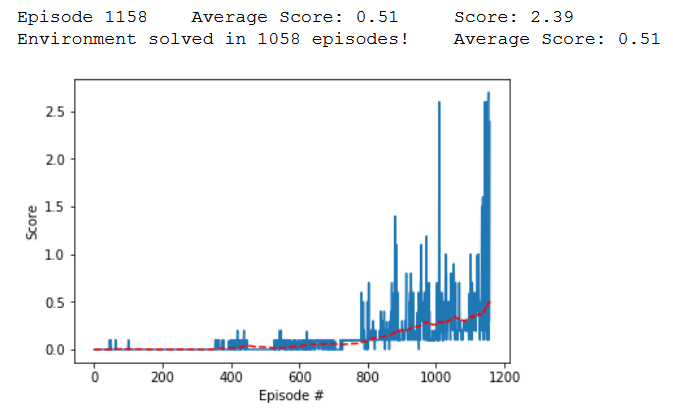 Episode 1158    Average Score: 0.51    Score: 2.39
Environment solved in 1058 episodes!    Average Score: 0.51
2.5
2.0
1.5
1.0
0.5
0.0
Score
0 200 400 600 800 1000 1200
Episode #